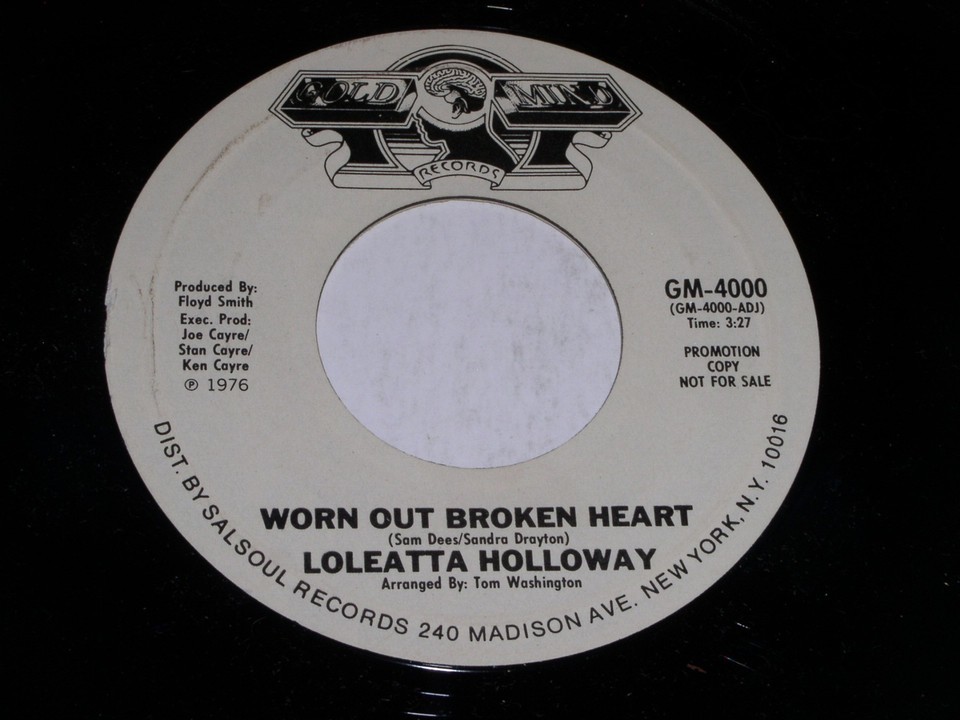 GOLD MIND
RECORDS
Produced By:
Floyd Smith
Exec. Prod:
Joe Cayre/
Stan Cayre/
Ken Cayre
℗ 1976
GM-4000
(GM-4000-ADJ)
Time: 3:27
PROMOTION
COPY
NOT FOR SALE
WORN OUT BROKEN HEART
(Sam Dees/Sandra Drayton)
LOLEATTA HOLLOWAY
Arranged By: Tom Washington
DIST. BY SALSOUL RECORDS 240 MADISON AVE. NEW YORK, N.Y. 10016